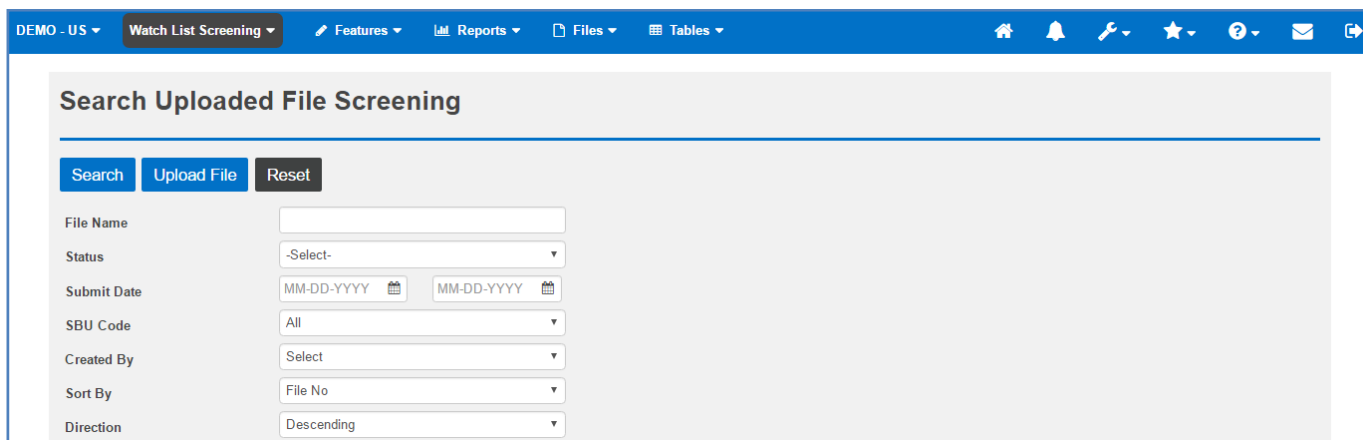 DEMO - US Watch List Screening Features Reports Files Tables
Search Uploaded File Screening
Search Upload File Reset
File Name
Status -Select-
Submit Date MM-DD-YYYY MM-DD-YYYY
SBU Code All
Created By Select
Sort By File No
Direction Descending